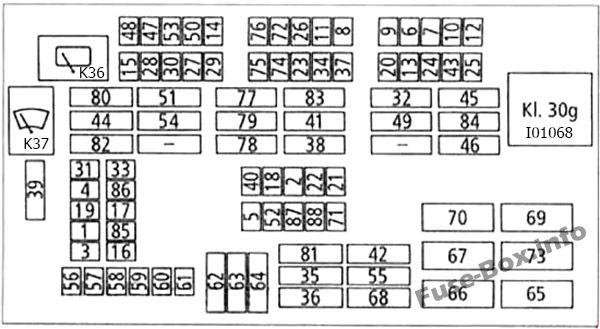 48 47 53 50 14
76 72 26 11 8
9 6 7 10 12
K36
15 28 30 27 29
75 74 23 34 37
20 13 24 43 25
80 51
77 83
32 45
44 54
79 41
49 84
82 –
78 38
– 46
Kl. 30g
I01068
K37
39
31 33
4 86
19 17
1 85
3 16
40 18 2 22 21
5 52 87 88 71
70 69
67 73
66 65
56 57 58 59 60 61
62 63 64
81 42
35 55
36 68
Fuse-Box.info